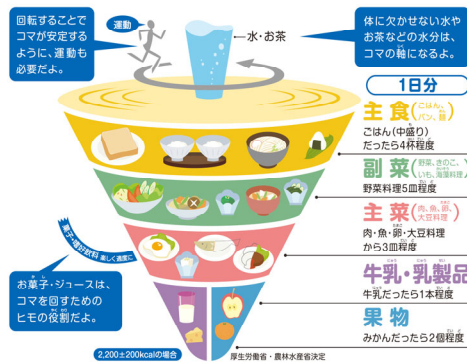 回転することで
コマが安定する
ように、運動も
必要だよ。
運動
水・お茶
体に欠かせない水や
お茶などの水分は、
コマの軸になるよ。
1日分
主食(ごはん、パン、麺)
ごはん(中盛り)
だったら4杯程度
副菜(野菜、きのこ、いも、海藻料理)
野菜料理5皿程度
主菜(肉、魚、卵、大豆料理)
肉・魚・卵・大豆料理
から3皿程度
牛乳・乳製品
牛乳だったら1本程度
果物
みかんだったら2個程度
菓子・嗜好飲料 楽しく適度に
お菓子・ジュースは、
コマを回すための
ヒモの役割だよ。
2,200±200kcalの場合
厚生労働省・農林水産省決定